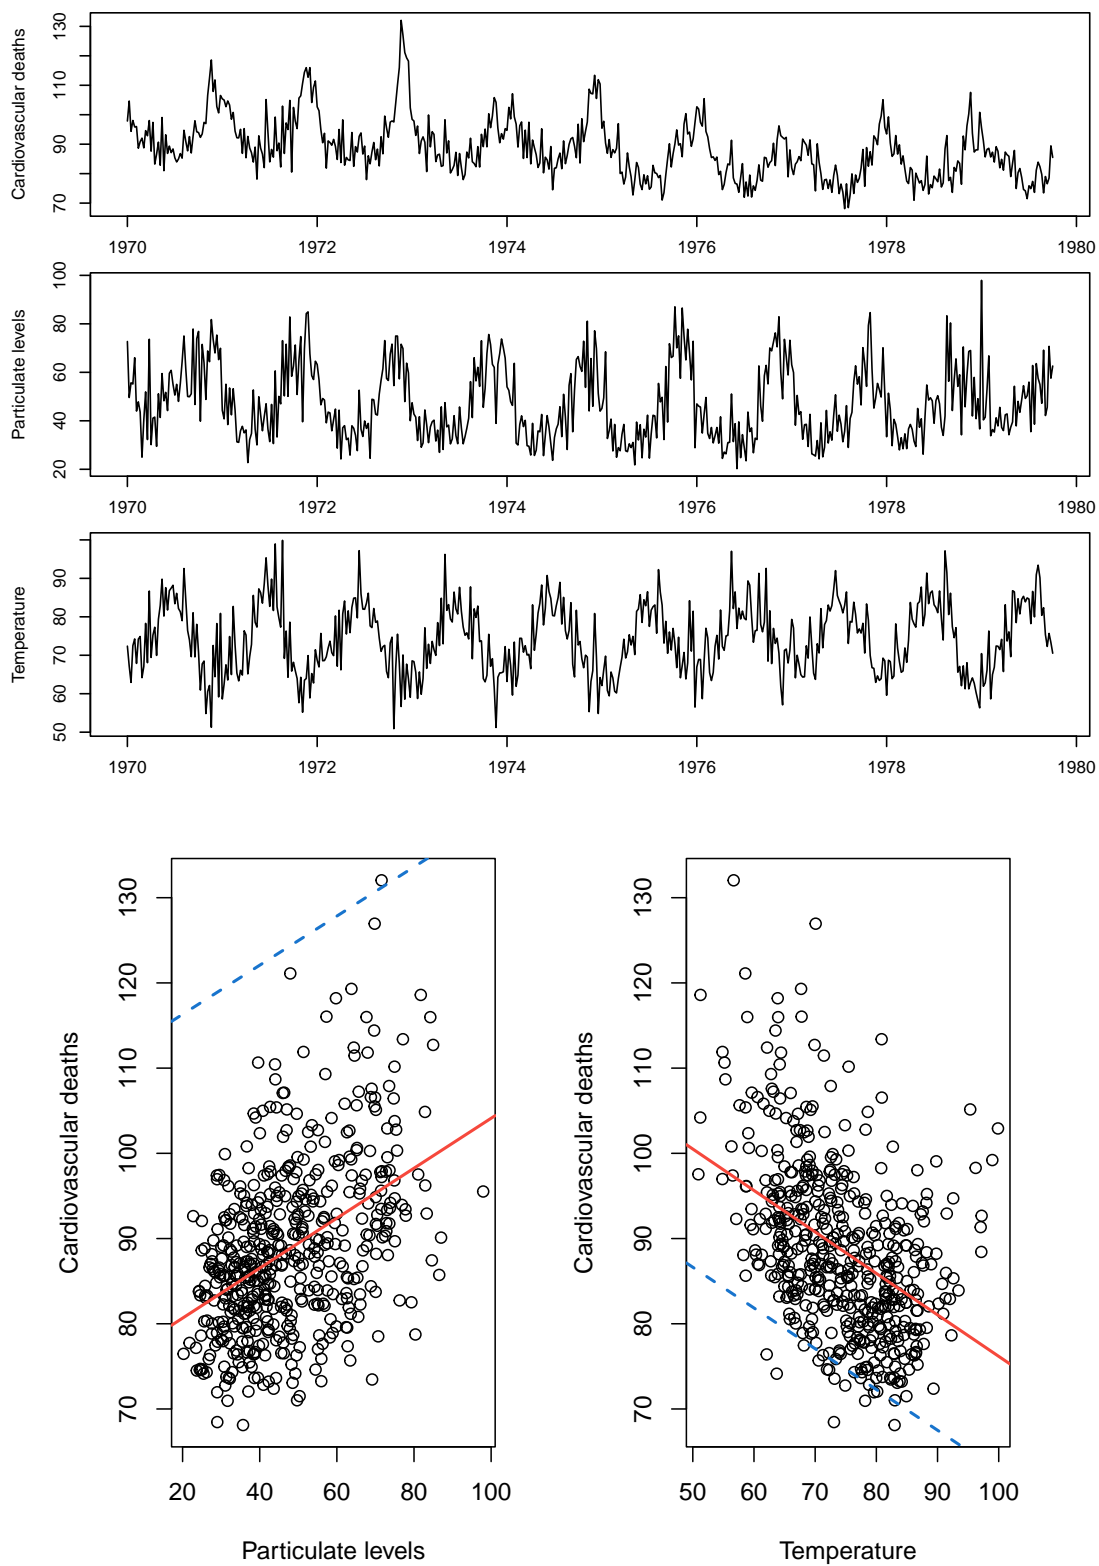 Cardiovascular deaths
70 90 110 130
1970 1972 1974 1976 1978 1980
Particulate levels
20 40 60 80 100
1970 1972 1974 1976 1978 1980
Temperature
50 60 70 80 90
1970 1972 1974 1976 1978 1980
Cardiovascular deaths
70 80 90 100 110 120 130
20 40 60 80 100
Particulate levels
Cardiovascular deaths
70 80 90 100 110 120 130
50 60 70 80 90 100
Temperature